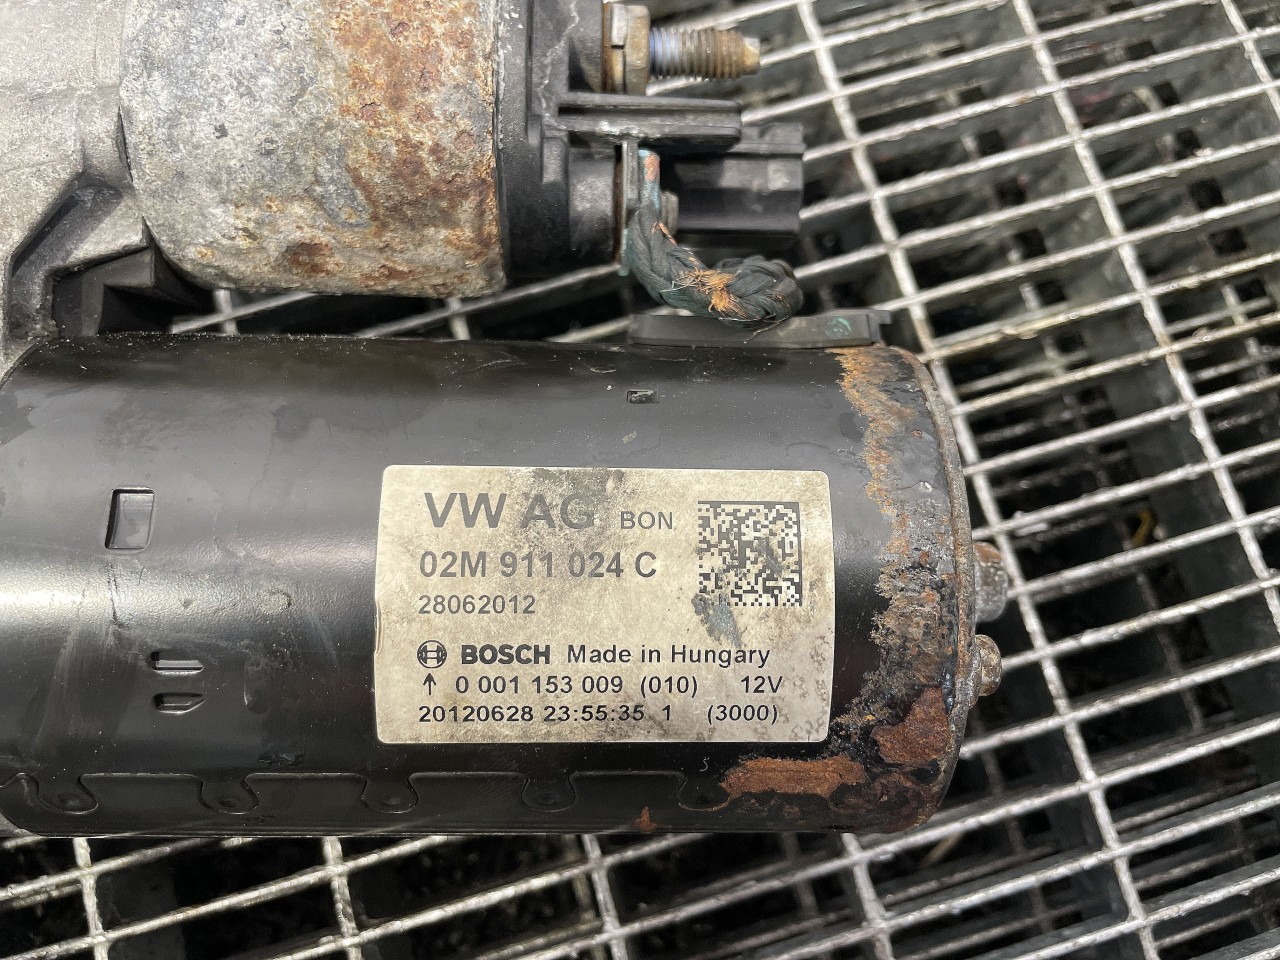 VW AG BON
02M 911 024 C
28062012
BOSCH Made in Hungary
↑ 0 001 153 009 (010) 12V
20120628 23:55:35 1 (3000)